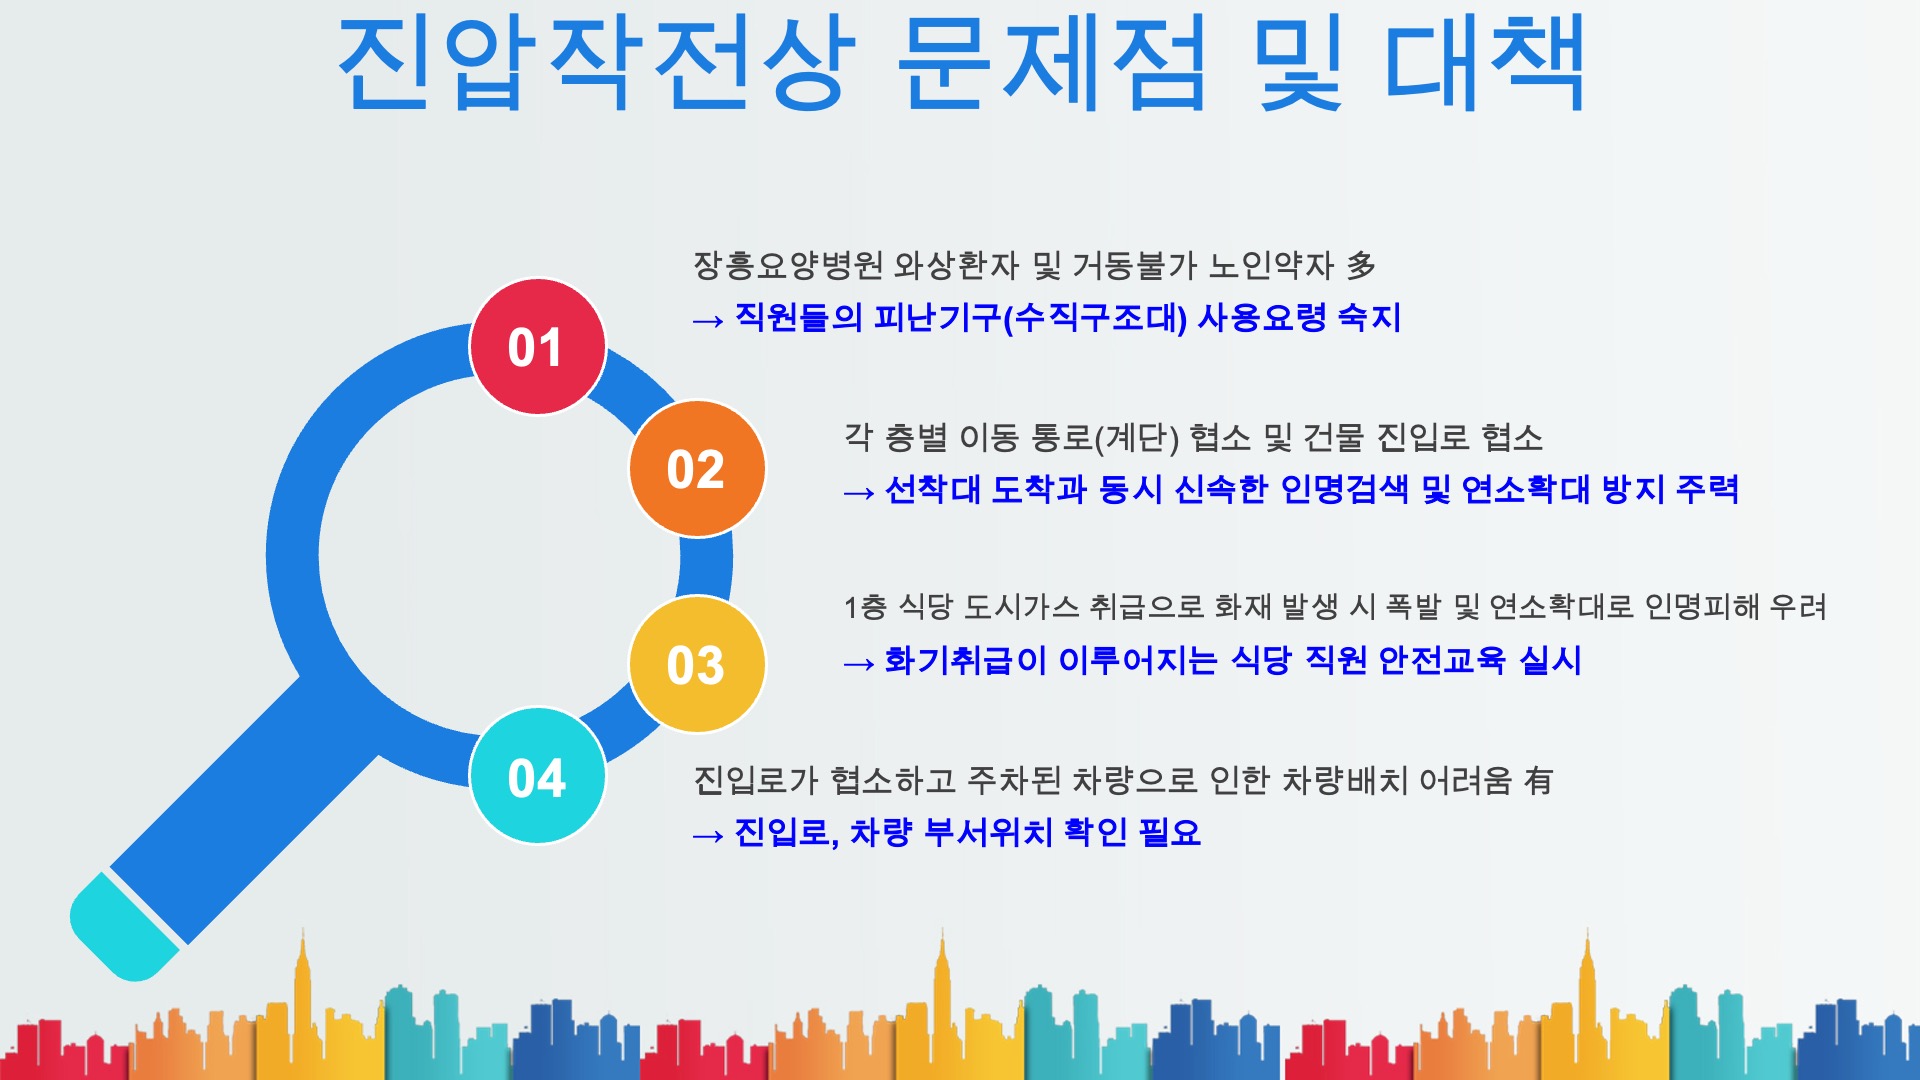 진압작전상 문제점 및 대책
01
장흥요양병원 와상환자 및 거동불가 노인약자 多
→ 직원들의 피난기구(수직구조대) 사용요령 숙지
02
각 층별 이동 통로(계단) 협소 및 건물 진입로 협소
→ 선착대 도착과 동시 신속한 인명검색 및 연소확대 방지 주력
03
1층 식당 도시가스 취급으로 화재 발생 시 폭발 및 연소확대로 인명피해 우려
→ 화기취급이 이루어지는 식당 직원 안전교육 실시
04
진입로가 협소하고 주차된 차량으로 인한 차량배치 어려움 有
→ 진입로, 차량 부서위치 확인 필요